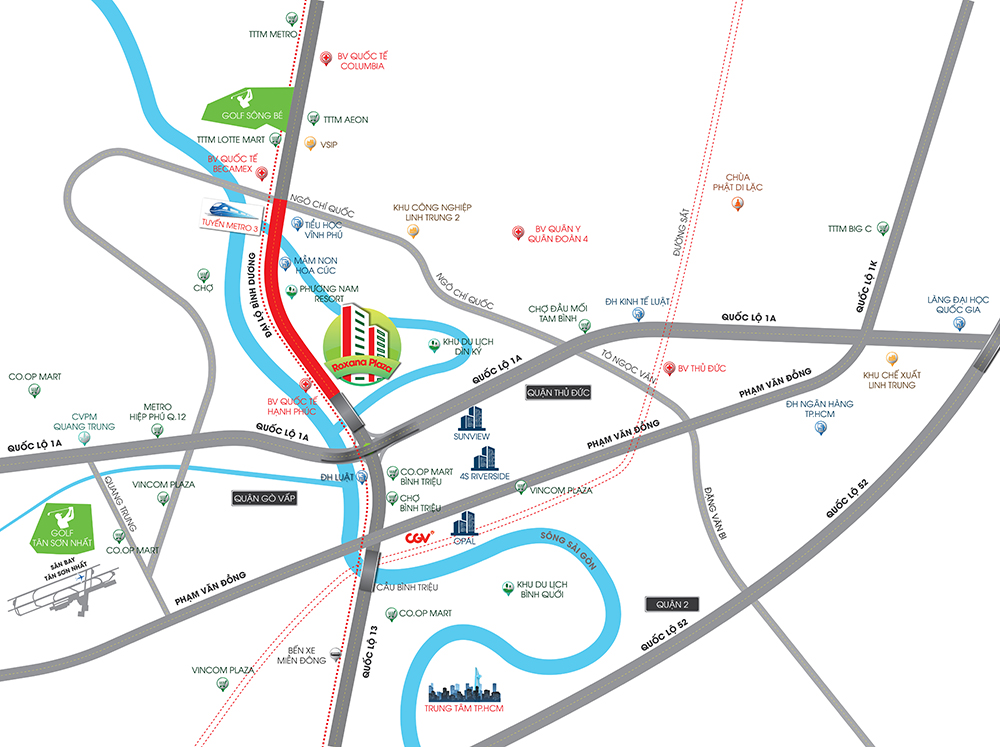 TTTM METRO
BV QUỐC TẾ
COLUMBIA
GOLF SÔNG BÉ
TTTM AEON
TTTM LOTTE MART
VSIP
BV QUỐC TẾ
BECAMEX
NGÔ CHÍ QUỐC
TUYẾN METRO 3
TIỂU HỌC
VĨNH PHÚ
KHU CÔNG NGHIỆP
LINH TRUNG 2
BV QUÂN Y
QUÂN ĐOÀN 4
CHÙA
PHẬT DI LẶC
ĐƯỜNG SẮT
TTTM BIG C
MẦM NON
HOA CÚC
CHỢ
ĐẠI LỘ BÌNH DƯƠNG
PHƯƠNG NAM
RESORT
NGÔ CHÍ QUỐC
QUỐC LỘ 1K
CHỢ ĐẦU MỐI
TAM BÌNH
ĐH KINH TẾ LUẬT
QUỐC LỘ 1A
LÀNG ĐẠI HỌC
QUỐC GIA
Roxana Plaza
KHU DU LỊCH
DÌN KÝ
QUỐC LỘ 1A
TÔ NGỌC VÂN
BV THỦ ĐỨC
PHẠM VĂN ĐỒNG
KHU CHẾ XUẤT
LINH TRUNG
CO.OP MART
BV QUỐC TẾ
HẠNH PHÚC
QUẬN THỦ ĐỨC
ĐH NGÂN HÀNG
TP.HCM
CVPM
QUANG TRUNG
METRO
HIỆP PHÚ Q.12
QUỐC LỘ 1A
QUỐC LỘ 1A
SUNVIEW
PHẠM VĂN ĐỒNG
ĐH LUẬT
CO.OP MART
BÌNH TRIỆU
4S RIVERSIDE
VINCOM PLAZA
QUANG TRUNG
QUẬN GÒ VẤP
CHỢ
BÌNH TRIỆU
VINCOM PLAZA
ĐẶNG VĂN BI
QUỐC LỘ 52
GOLF
TÂN SƠN NHẤT
CO.OP MART
CGV
OPAL
SÔNG SÀI GÒN
SÂN BAY
TÂN SƠN NHẤT
PHẠM VĂN ĐỒNG
CẦU BÌNH TRIỆU
KHU DU LỊCH
BÌNH QUỚI
QUẬN 2
CO.OP MART
QUỐC LỘ 13
QUỐC LỘ 52
BẾN XE
MIỀN ĐÔNG
VINCOM PLAZA
TRUNG TÂM TP.HCM